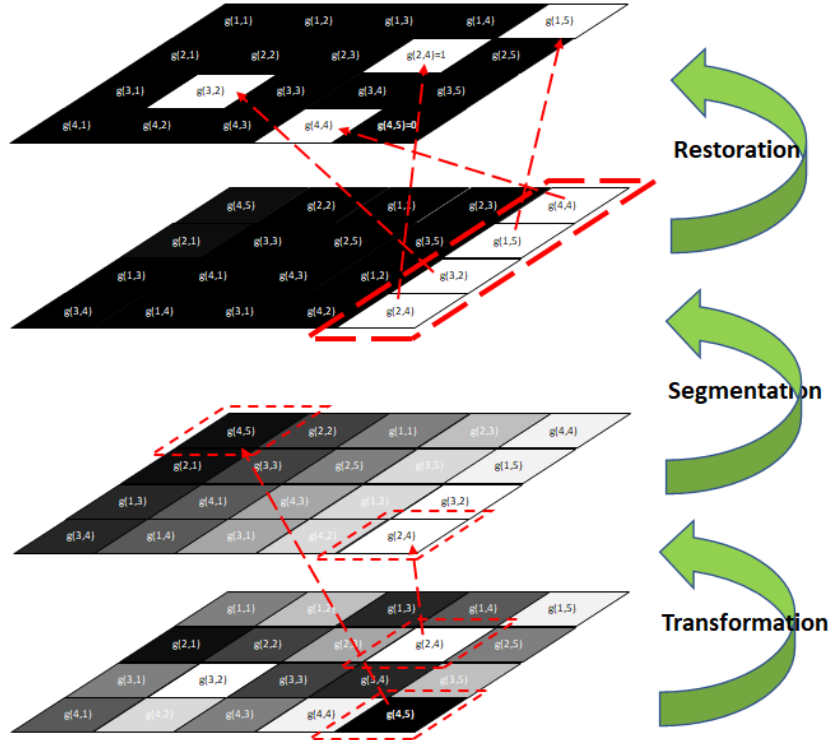 g(1,1) g(1,2) g(1,3) g(1,4) g(1,5)
g(2,1) g(2,2) g(2,3) g(2,4)=1 g(2,5)
g(3,1) g(3,2) g(3,3) g(3,4) g(3,5)
g(4,1) g(4,2) g(4,3) g(4,4) g(4,5)=0
Restoration
g(4,5) g(2,2) g(1,1) g(2,3) g(4,4)
g(2,1) g(3,3) g(2,5) g(3,5) g(1,5)
g(1,3) g(4,1) g(4,3) g(1,2) g(3,2)
g(3,4) g(1,4) g(3,1) g(4,2) g(2,4)
Segmentation
g(4,5) g(2,2) g(1,1) g(2,3) g(4,4)
g(2,1) g(3,3) g(2,5) g(3,5) g(1,5)
g(1,3) g(4,1) g(4,3) g(1,2) g(3,2)
g(3,4) g(1,4) g(3,1) g(4,2) g(2,4)
Transformation
g(1,1) g(1,2) g(1,3) g(1,4) g(1,5)
g(2,1) g(2,2) g(2,3) g(2,4) g(2,5)
g(3,1) g(3,2) g(3,3) g(3,4) g(3,5)
g(4,1) g(4,2) g(4,3) g(4,4) g(4,5)